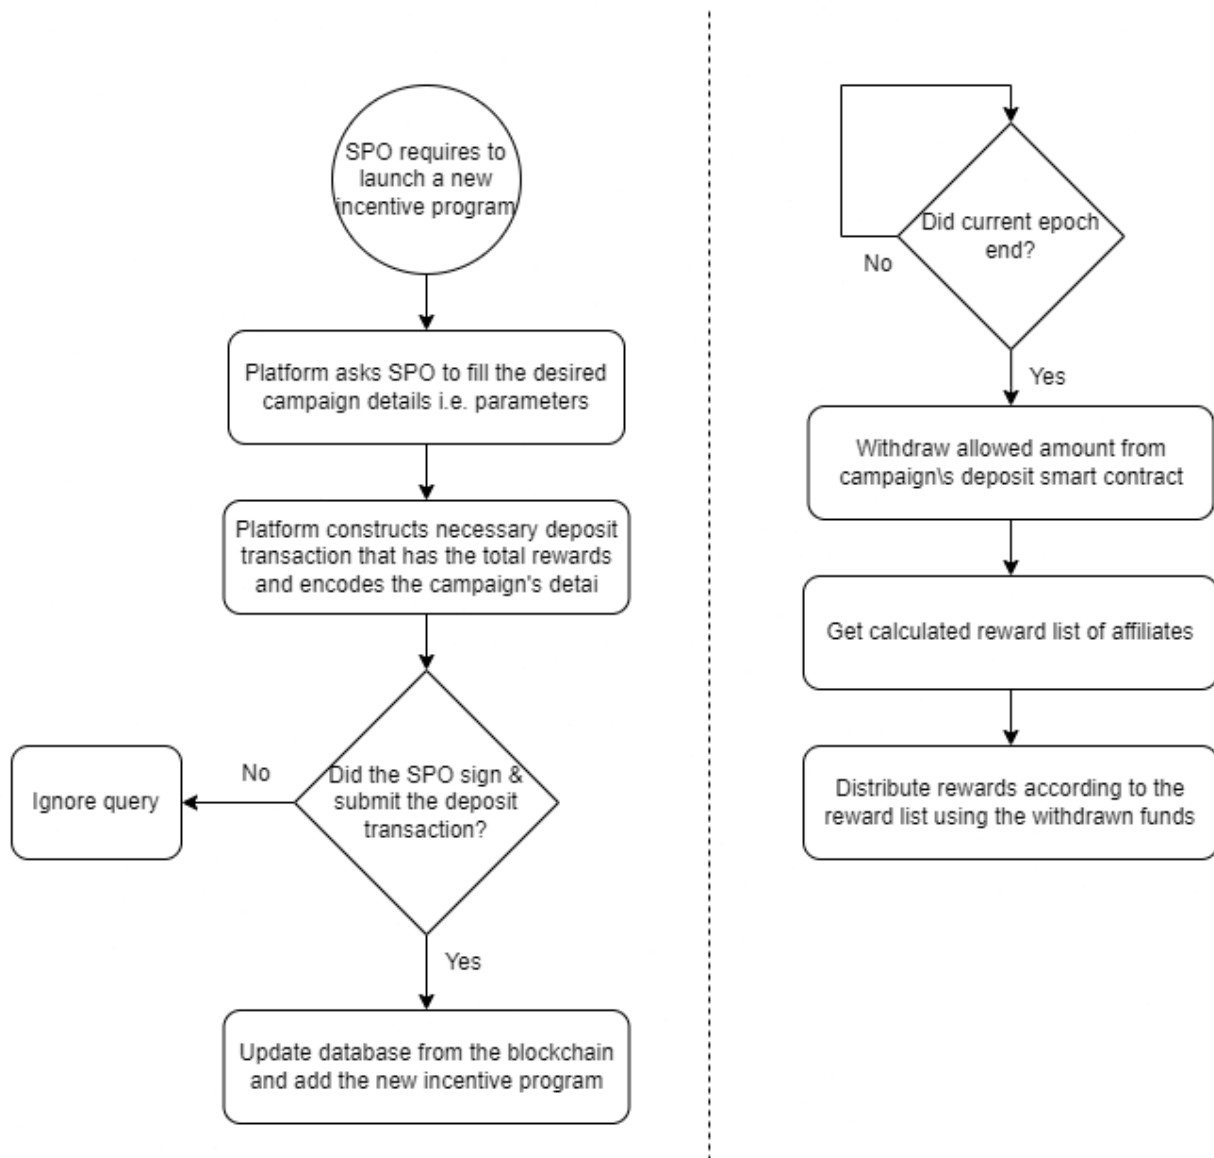 SPO requires to
launch a new
incentive program
Platform asks SPO to fill the desired
campaign details i.e. parameters
Platform constructs necessary deposit
transaction that has the total rewards
and encodes the campaign's detai
Did the SPO sign &
submit the deposit
transaction?
No
Ignore query
Yes
Update database from the blockchain
and add the new incentive program
Did current epoch
end?
No
Yes
Withdraw allowed amount from
campaign\s deposit smart contract
Get calculated reward list of affiliates
Distribute rewards according to the
reward list using the withdrawn funds